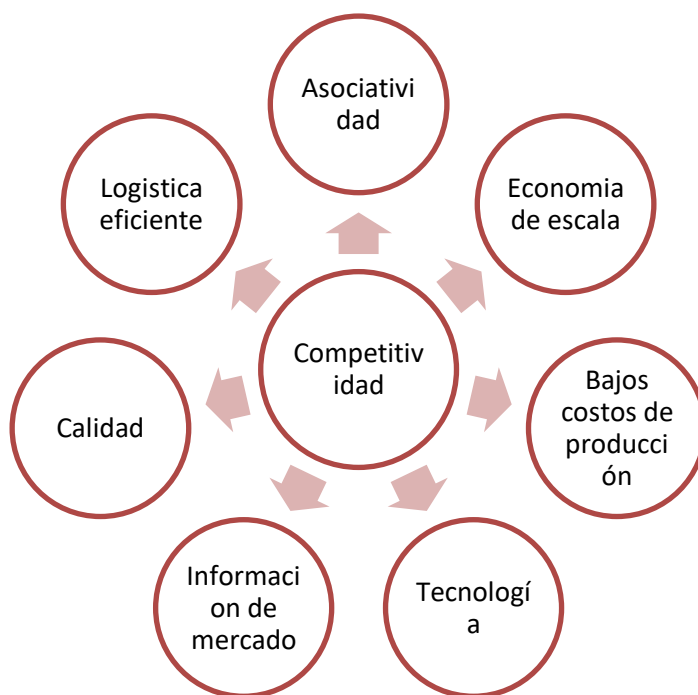 Asociativi
dad
Economia
de escala
Bajos
costos de
producci
ón
Tecnologí
a
Informaci
on de
mercado
Calidad
Logistica
eficiente
Competitiv
idad